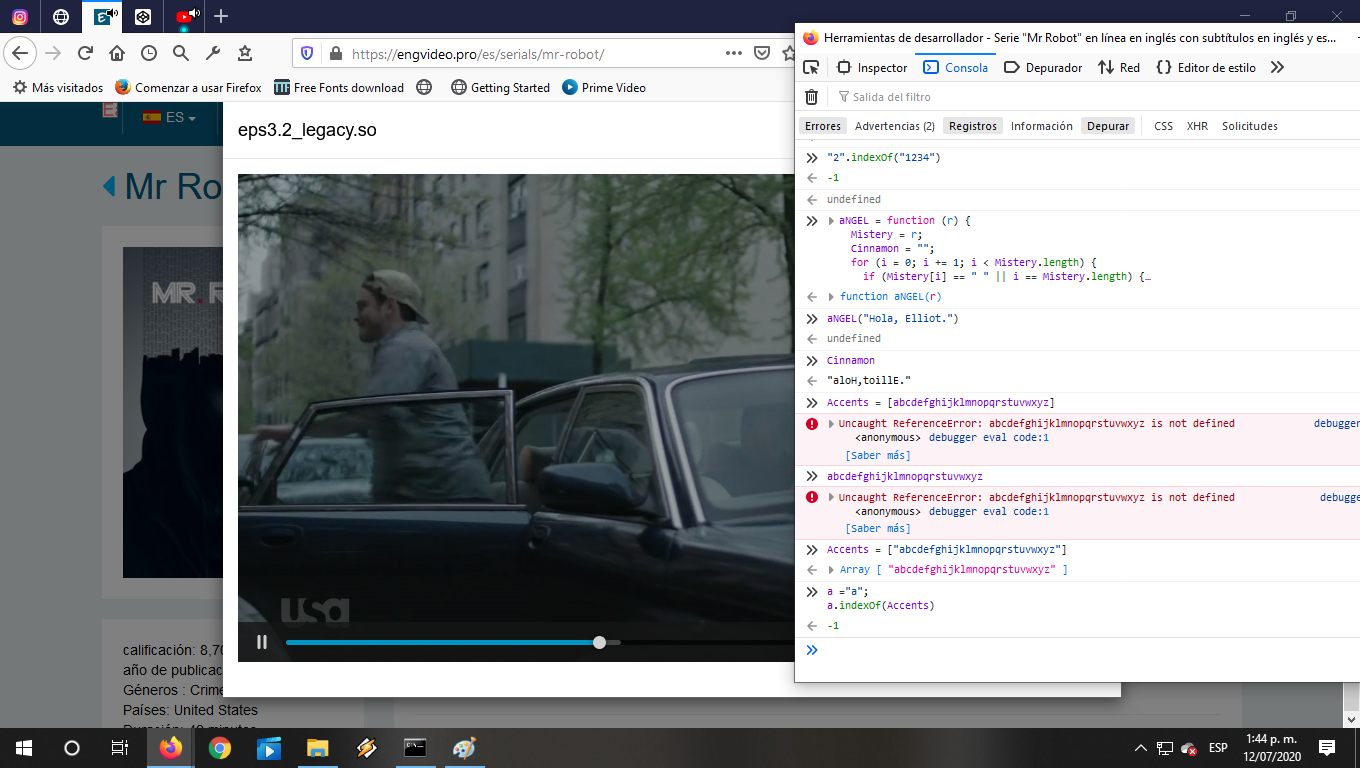 https://engvideo.pro/es/serials/mr-robot/
Más visitados
Comenzar a usar Firefox
Free Fonts download
Getting Started
Prime Video
ES
eps3.2_legacy.so
Mr Ro
MR. R
usa
calificación: 8,70
año de publicac
Géneros : Crime
Países: United States
Duración: 48 minutos
Herramientas de desarrollador - Serie "Mr Robot" en línea en inglés con subtítulos en inglés y es...
Inspector
Consola
Depurador
Red
Editor de estilo
Salida del filtro
Errores
Advertencias (2)
Registros
Información
Depurar
CSS
XHR
Solicitudes
"2".indexOf("1234")
-1
undefined
aNGEL = function (r) {
Mistery = r;
Cinnamon = "";
for (i = 0; i += 1; i < Mistery.length) {
if (Mistery[i] == " " || i == Mistery.length) {…
function aNGEL(r)
aNGEL("Hola, Elliot.")
undefined
Cinnamon
"aloH,toillE."
Accents = [abcdefghijklmnopqrstuvwxyz]
Uncaught ReferenceError: abcdefghijklmnopqrstuvwxyz is not defined
debugger
<anonymous> debugger eval code:1
[Saber más]
abcdefghijklmnopqrstuvwxyz
Uncaught ReferenceError: abcdefghijklmnopqrstuvwxyz is not defined
debugge
<anonymous> debugger eval code:1
[Saber más]
Accents = ["abcdefghijklmnopqrstuvwxyz"]
Array [ "abcdefghijklmnopqrstuvwxyz" ]
a ="a";
a.indexOf(Accents)
-1
ESP
1:44 p. m.
12/07/2020